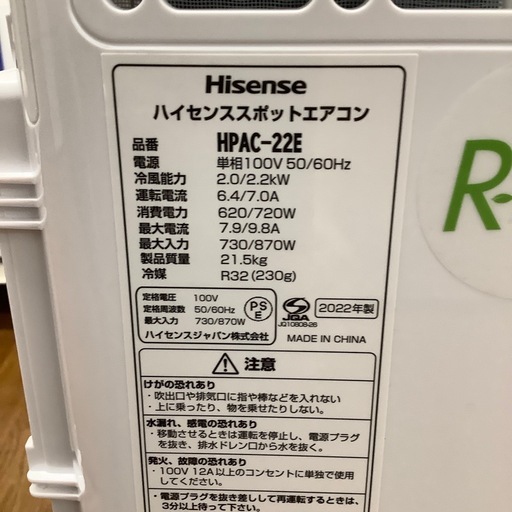 Hisense
ハイセンススポットエアコン
品番 HPAC-22E
電源 単相100V 50/60Hz
冷風能力 2.0/2.2kW
運転電流 6.4/7.0A
消費電力 620/720W
最大電流 7.9/9.8A
最大入力 730/870W
製品質量 21.5kg
冷媒 R32(230g)
定格電圧 100V
定格周波数 50/60Hz
最大入力 730/870W
ハイセンスジャパン株式会社
PS
E
JQA
JQ10808-26
2022年製
MADE IN CHINA
注意
けがの恐れあり
・吹出口や排気口に指や棒などを入れない
・上に乗ったり、物を乗せたりしない。
水漏れ、感電の恐れあり
・移動させるときは運転を停止し、電源プラグ
を抜き、排水ドレン口から水を抜く。
発火、故障の恐れあり
・100V 12A以上のコンセントに単独で使用
してください。
・電源プラグを抜き差しして再運転するときは、
3分以上待って下さい。
R-